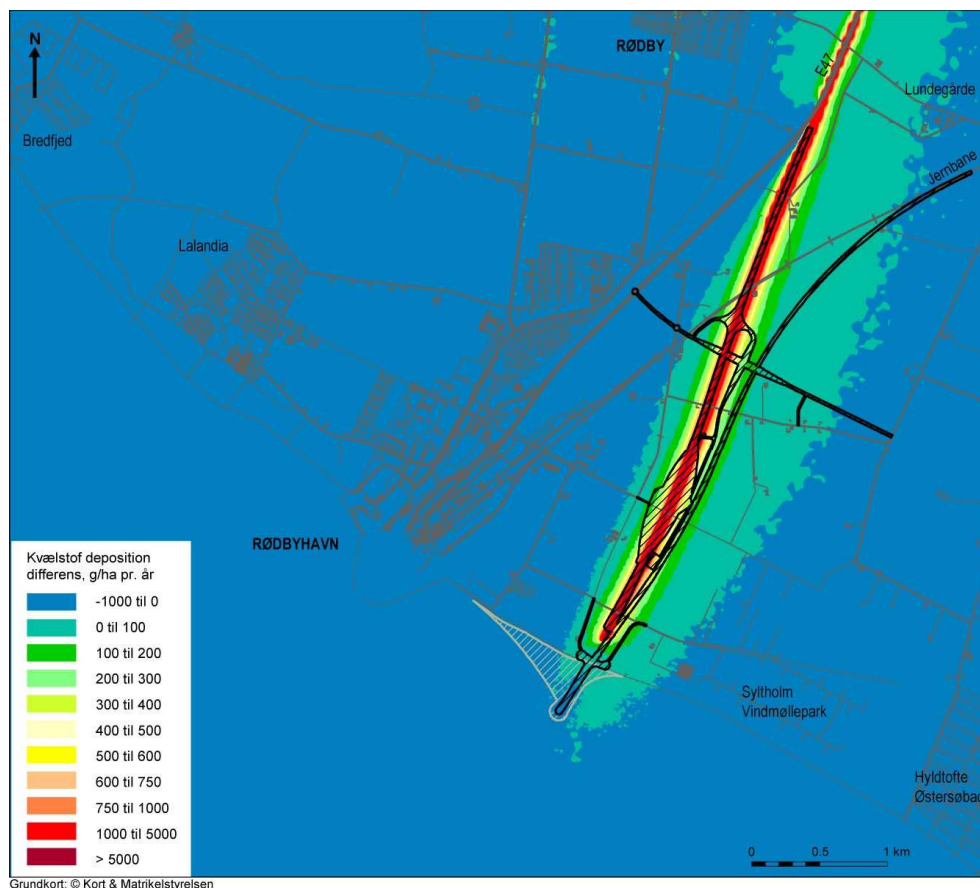 N
RØDBY
E47
Lundegårde
Bredfjed
Jernbane
Lalandia
RØDBYHAVN
Kvælstof deposition
differens, g/ha pr. år
-1000 til 0
0 til 100
100 til 200
200 til 300
300 til 400
400 til 500
500 til 600
600 til 750
750 til 1000
1000 til 5000
> 5000
Syltholm
Vindmøllepark
Hyldtofte
Østersøbad
0 0.5 1 km
Grundkort: © Kort & Matrikelstyrelsen